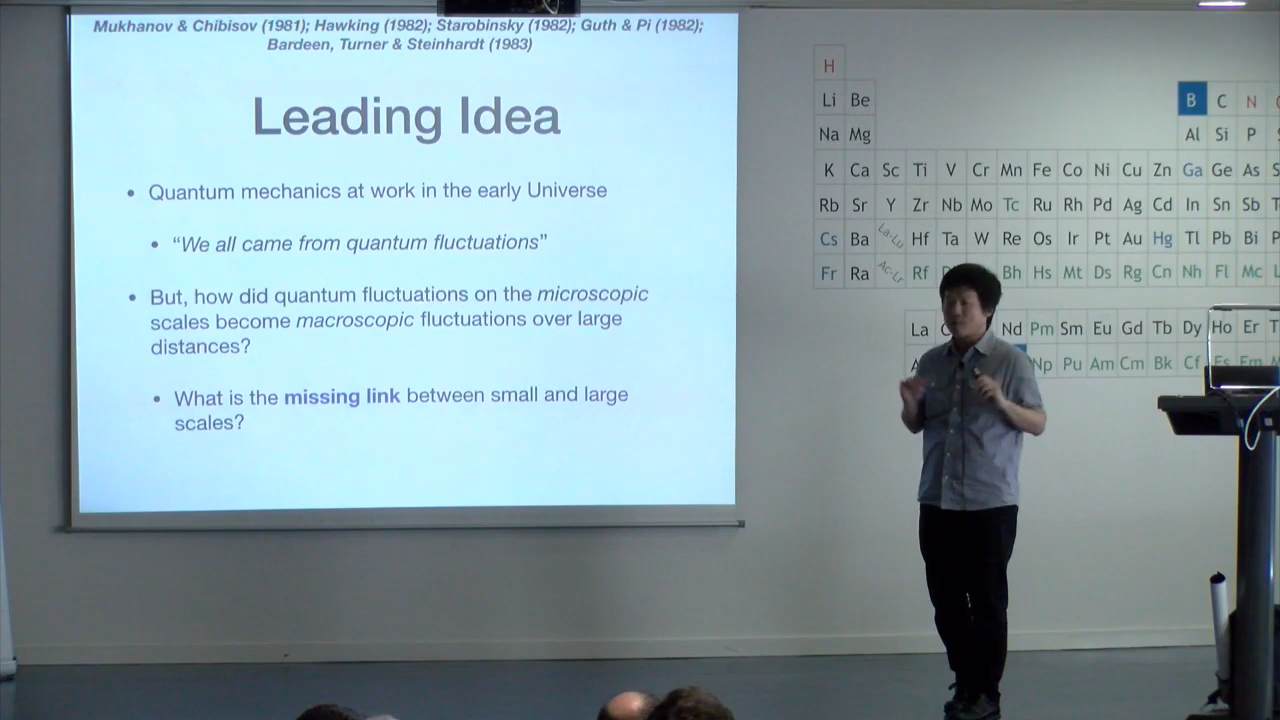 Mukhanov & Chibisov (1981); Hawking (1982); Starobinsky (1982); Guth & Pi (1982);
Bardeen, Turner & Steinhardt (1983)
Leading Idea
• Quantum mechanics at work in the early Universe
• “We all came from quantum fluctuations”
• But, how did quantum fluctuations on the microscopic
scales become macroscopic fluctuations over large
distances?
• What is the missing link between small and large
scales?
H
Li Be B C N
Na Mg Al Si P
K Ca Sc Ti V Cr Mn Fe Co Ni Cu Zn Ga Ge As
Rb Sr Y Zr Nb Mo Tc Ru Rh Pd Ag Cd In Sn Sb
Cs Ba La-Lu Hf Ta W Re Os Ir Pt Au Hg Tl Pb Bi
Fr Ra Ac-Lr Rf Bh Hs Mt Ds Rg Cn Nh Fl Mc
La Nd Pm Sm Eu Gd Tb Dy Ho Er
Np Pu Am Cm Bk Cf Es Fm